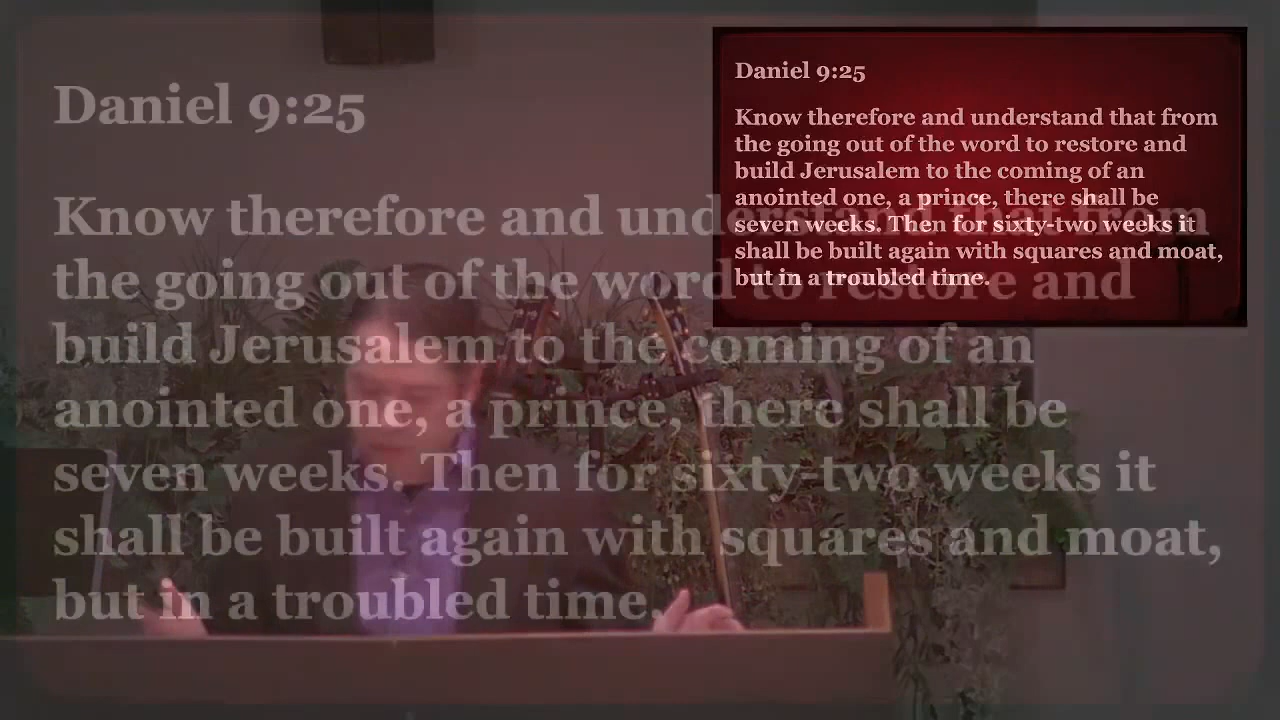 Daniel 9:25
Know therefore and understand that from
the going out of the word to restore and
build Jerusalem to the coming of an
anointed one, a prince, there shall be
seven weeks. Then for sixty-two weeks it
shall be built again with squares and moat,
but in a troubled time.
Daniel 9:25
Know therefore and understand that from
the going out of the word to restore and
build Jerusalem to the coming of an
anointed one, a prince, there shall be
seven weeks. Then for sixty-two weeks it
shall be built again with squares and moat,
but in a troubled time.